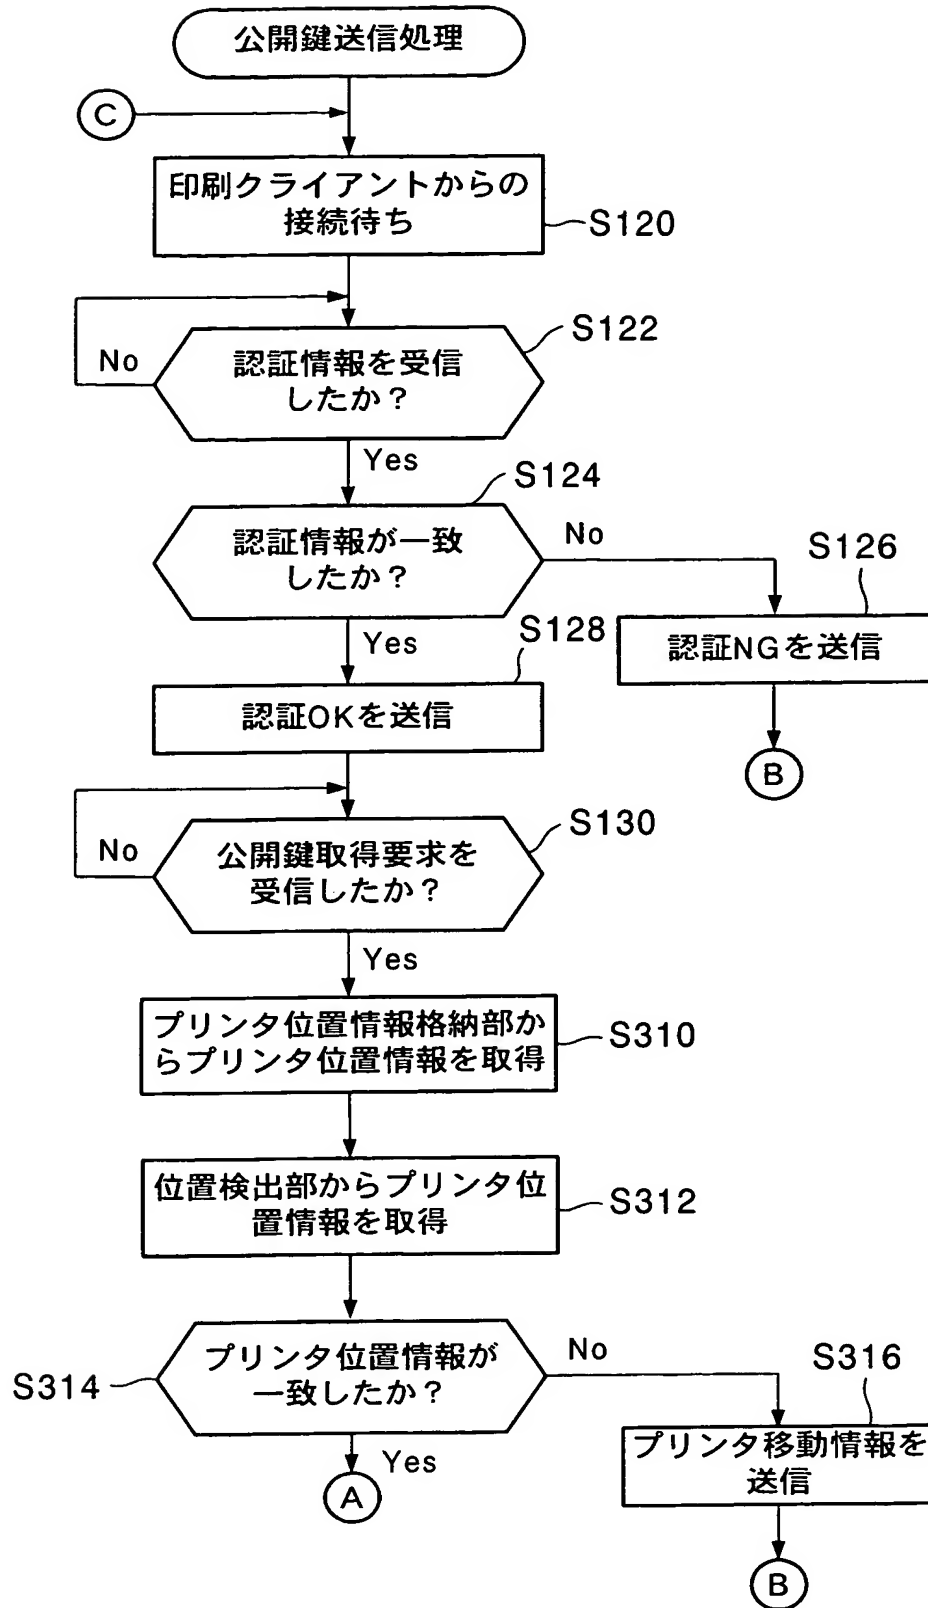 公開鍵送信処理
C
印刷クライアントからの
接続待ち
S120
S122
No
認証情報を受信
したか？
Yes
S124
認証情報が一致
したか？
No
S126
Yes
S128
認証NGを送信
認証OKを送信
B
S130
No
公開鍵取得要求を
受信したか？
Yes
プリンタ位置情報格納部か
らプリンタ位置情報を取得
S310
位置検出部からプリンタ位
置情報を取得
S312
プリンタ位置情報が
一致したか？
No
S314
S316
Yes
プリンタ移動情報を
送信
A
B